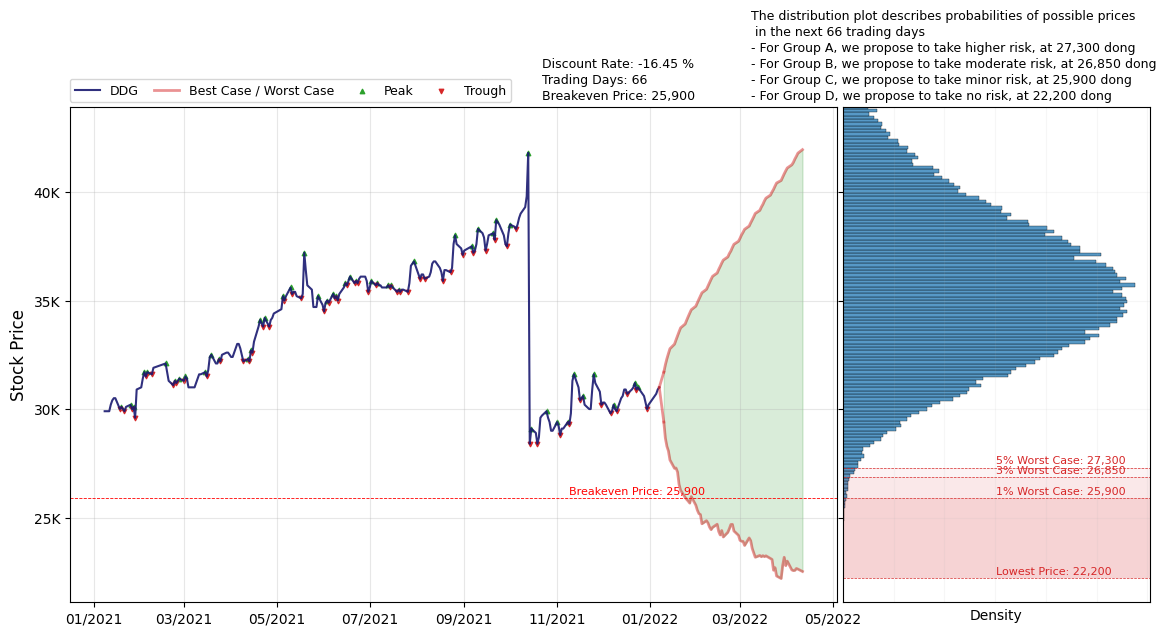 The distribution plot describes probabilities of possible prices
in the next 66 trading days
- For Group A, we propose to take higher risk, at 27,300 dong
- For Group B, we propose to take moderate risk, at 26,850 dong
- For Group C, we propose to take minor risk, at 25,900 dong
- For Group D, we propose to take no risk, at 22,200 dong
Discount Rate: -16.45 %
Trading Days: 66
Breakeven Price: 25,900
DDG Best Case / Worst Case Peak Trough
Stock Price
40K
35K
30K
25K
Breakeven Price: 25,900
5% Worst Case: 27,300
3% Worst Case: 26,850
1% Worst Case: 25,900
Lowest Price: 22,200
01/2021 03/2021 05/2021 07/2021 09/2021 11/2021 01/2022 03/2022 05/2022
Density